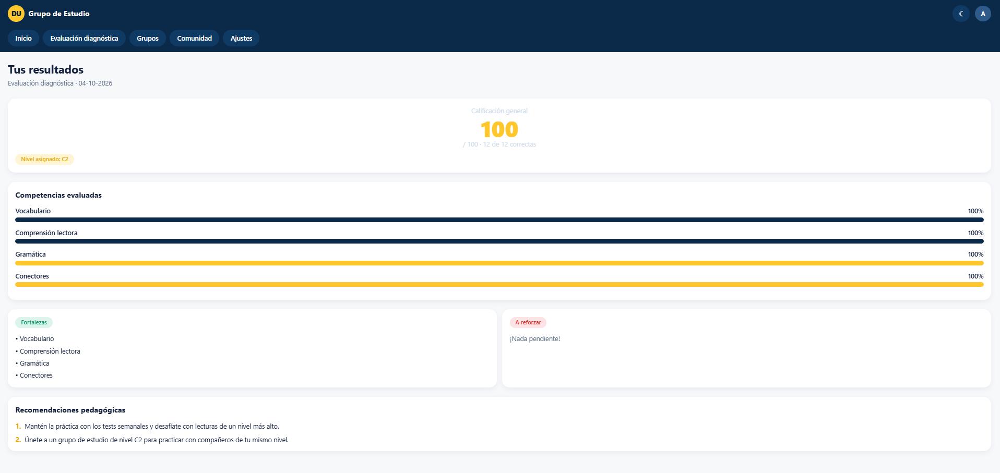 DU Grupo de Estudio
A
Inicio Evaluación diagnóstica Grupos Comunidad Ajustes
Tus resultados
Evaluación diagnóstica · 04-10-2026
Calificación general
100
/ 100 · 12 de 12 correctas
Nivel asignado: C2
Competencias evaluadas
Vocabulario 100%
Comprensión lectora 100%
Gramática 100%
Conectores 100%
Fortalezas
• Vocabulario
• Comprensión lectora
• Gramática
• Conectores
A reforzar
¡Nada pendiente!
Recomendaciones pedagógicas
1. Mantén la práctica con los tests semanales y desafíate con lecturas de un nivel más alto.
2. Únete a un grupo de estudio de nivel C2 para practicar con compañeros de tu mismo nivel.